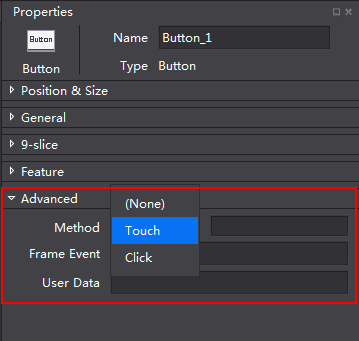 Properties
Button
Button
Name
Button_1
Type
Button
Position & Size
General
9-slice
Feature
Advanced
(None)
Method
Touch
Frame Event
Click
User Data